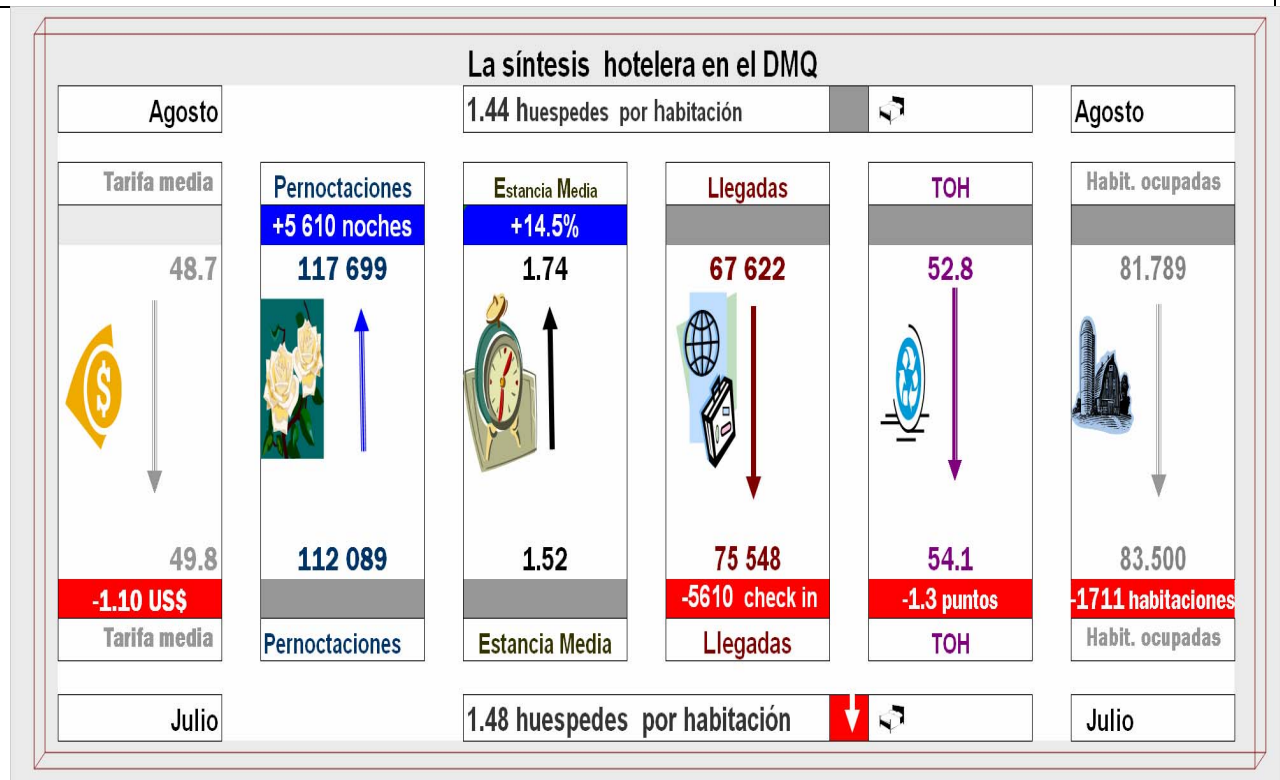 La síntesis hotelera en el DMQ
Agosto
1.44 huespedes por habitación
Agosto
Tarifa media
Pernoctaciones
Estancia Media
Llegadas
TOH
Habit. ocupadas
+5 610 noches
+14.5%
48.7
117 699
1.74
67 622
52.8
81.789
$
49.8
112 089
1.52
75 548
54.1
83.500
-1.10 US$
-5610 check in
-1.3 puntos
-1711 habitaciones
Tarifa media
Pernoctaciones
Estancia Media
Llegadas
TOH
Habit. ocupadas
Julio
1.48 huespedes por habitación
Julio